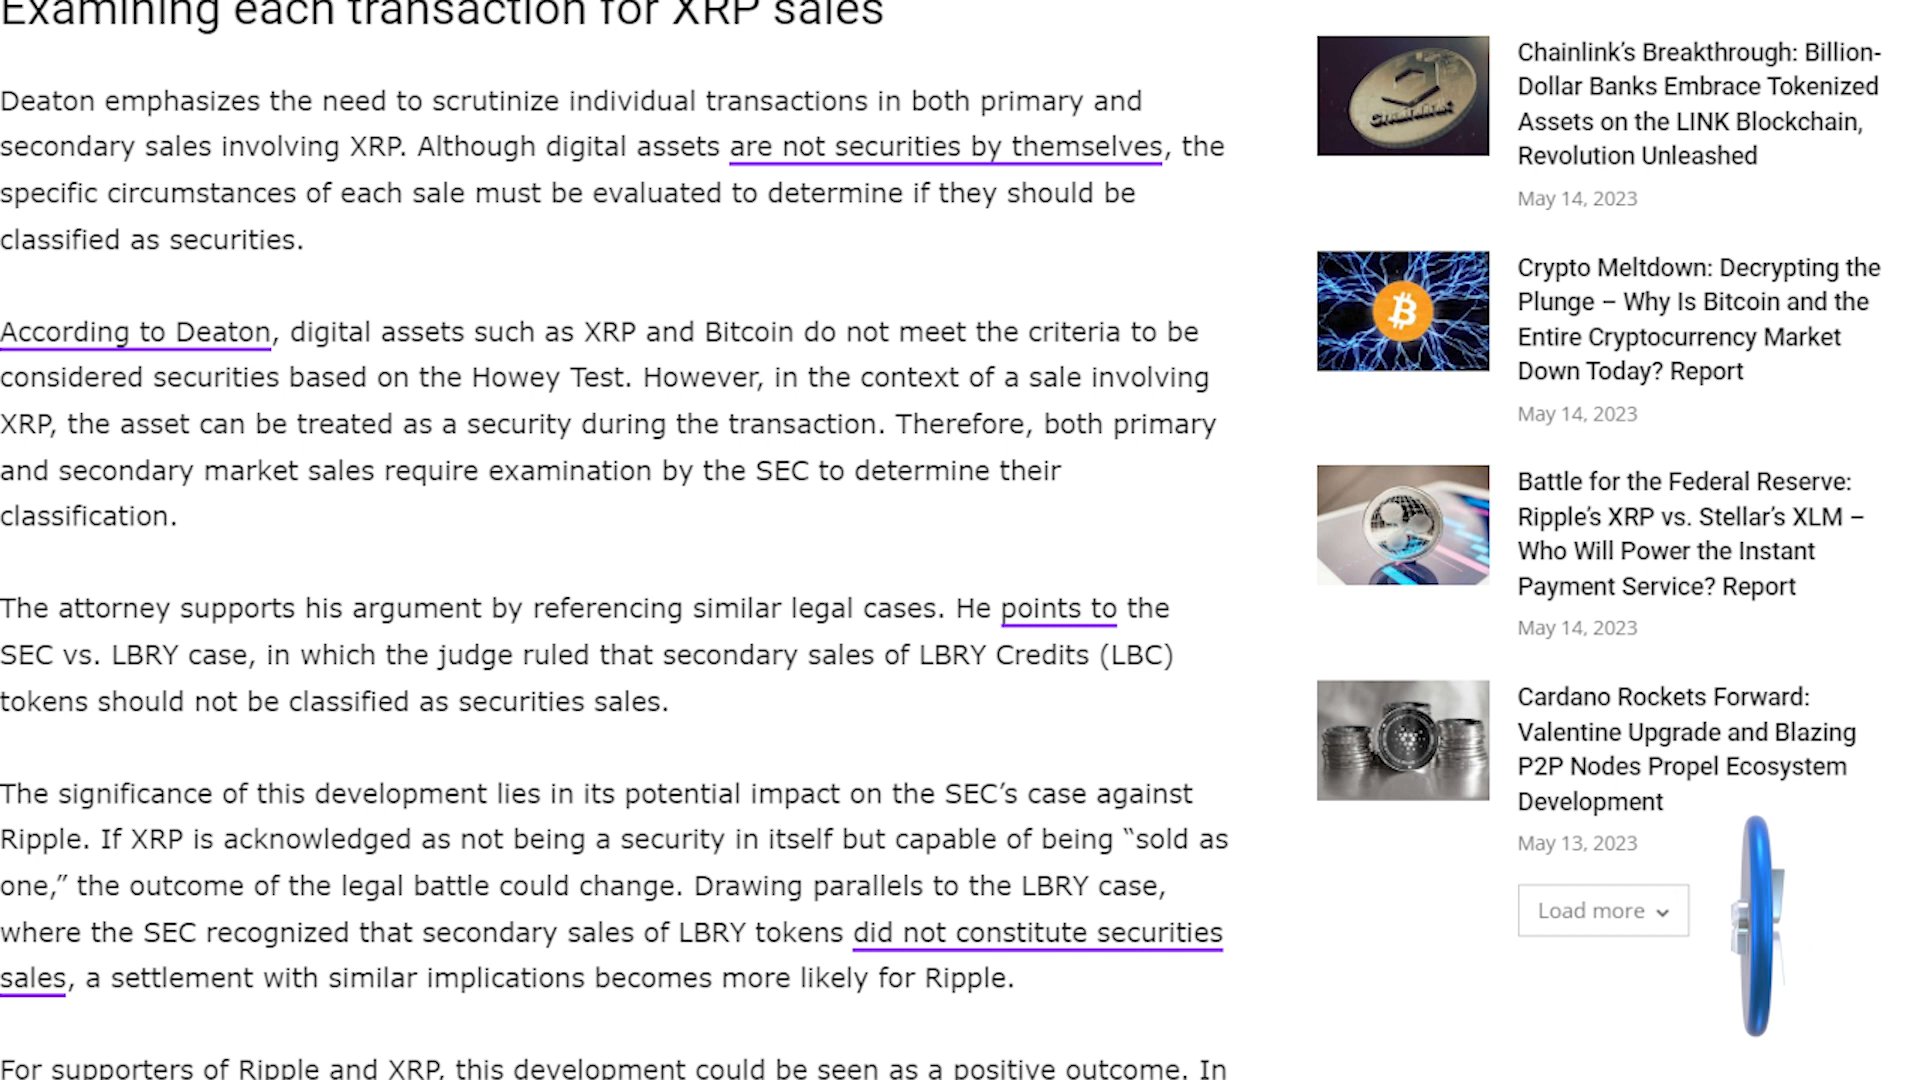 Examining each transaction for XRP sales
Deaton emphasizes the need to scrutinize individual transactions in both primary and
secondary sales involving XRP. Although digital assets are not securities by themselves, the
specific circumstances of each sale must be evaluated to determine if they should be
classified as securities.
According to Deaton, digital assets such as XRP and Bitcoin do not meet the criteria to be
considered securities based on the Howey Test. However, in the context of a sale involving
XRP, the asset can be treated as a security during the transaction. Therefore, both primary
and secondary market sales require examination by the SEC to determine their
classification.
The attorney supports his argument by referencing similar legal cases. He points to the
SEC vs. LBRY case, in which the judge ruled that secondary sales of LBRY Credits (LBC)
tokens should not be classified as securities sales.
The significance of this development lies in its potential impact on the SEC’s case against
Ripple. If XRP is acknowledged as not being a security in itself but capable of being “sold as
one,” the outcome of the legal battle could change. Drawing parallels to the LBRY case,
where the SEC recognized that secondary sales of LBRY tokens did not constitute securities
sales, a settlement with similar implications becomes more likely for Ripple.
For supporters of Ripple and XRP, this development could be seen as a positive outcome. In
Chainlink’s Breakthrough: Billion-
Dollar Banks Embrace Tokenized
Assets on the LINK Blockchain,
Revolution Unleashed
May 14, 2023
Crypto Meltdown: Decrypting the
Plunge – Why Is Bitcoin and the
Entire Cryptocurrency Market
Down Today? Report
May 14, 2023
Battle for the Federal Reserve:
Ripple’s XRP vs. Stellar’s XLM –
Who Will Power the Instant
Payment Service? Report
May 14, 2023
Cardano Rockets Forward:
Valentine Upgrade and Blazing
P2P Nodes Propel Ecosystem
Development
May 13, 2023
Load more